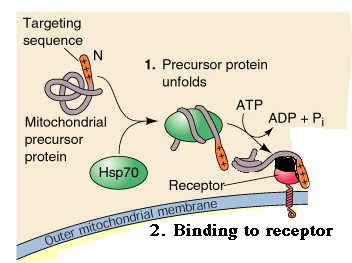 Targeting
sequence
N
1. Precursor protein
unfolds
ATP
ADP + Pi
Mitochondrial
precursor
protein
Hsp70
Receptor
Outer mitochondrial membrane
2. Binding to receptor